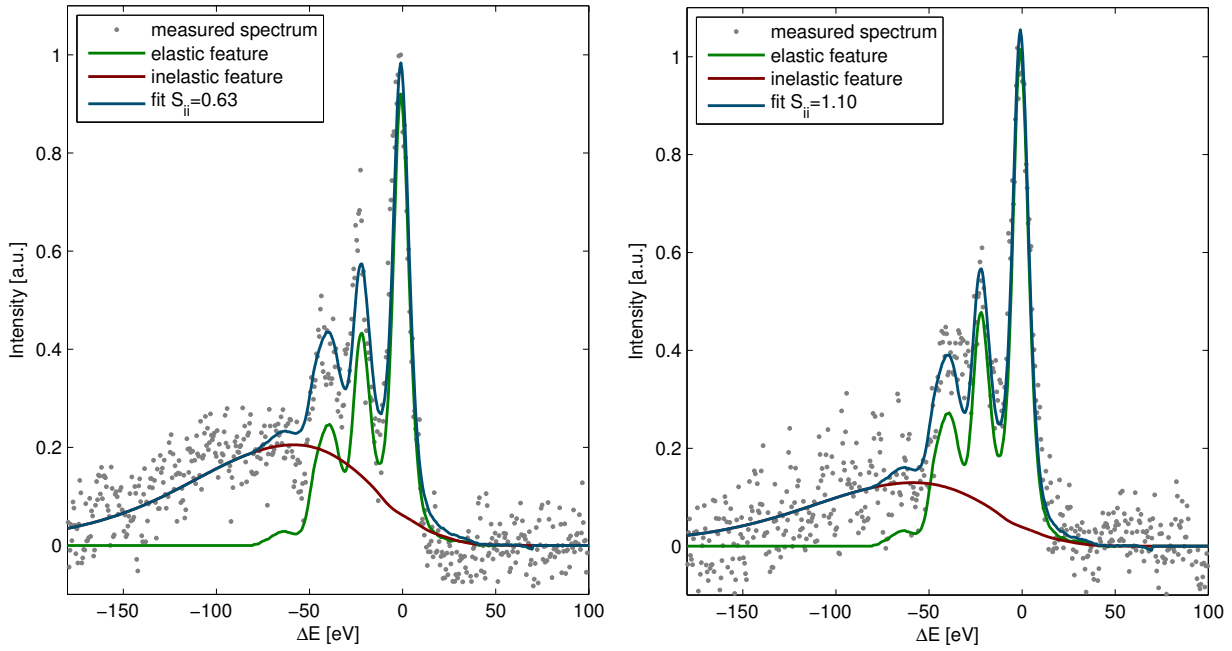 measured spectrum
elastic feature
inelastic feature
fit S_ii=0.63
1
0.8
0.6
0.4
0.2
0
Intensity [a.u.]
−150
−100
−50
0
50
100
ΔE [eV]
measured spectrum
elastic feature
inelastic feature
fit S_ii=1.10
1
0.8
0.6
0.4
0.2
0
Intensity [a.u.]
−150
−100
−50
0
50
100
ΔE [eV]